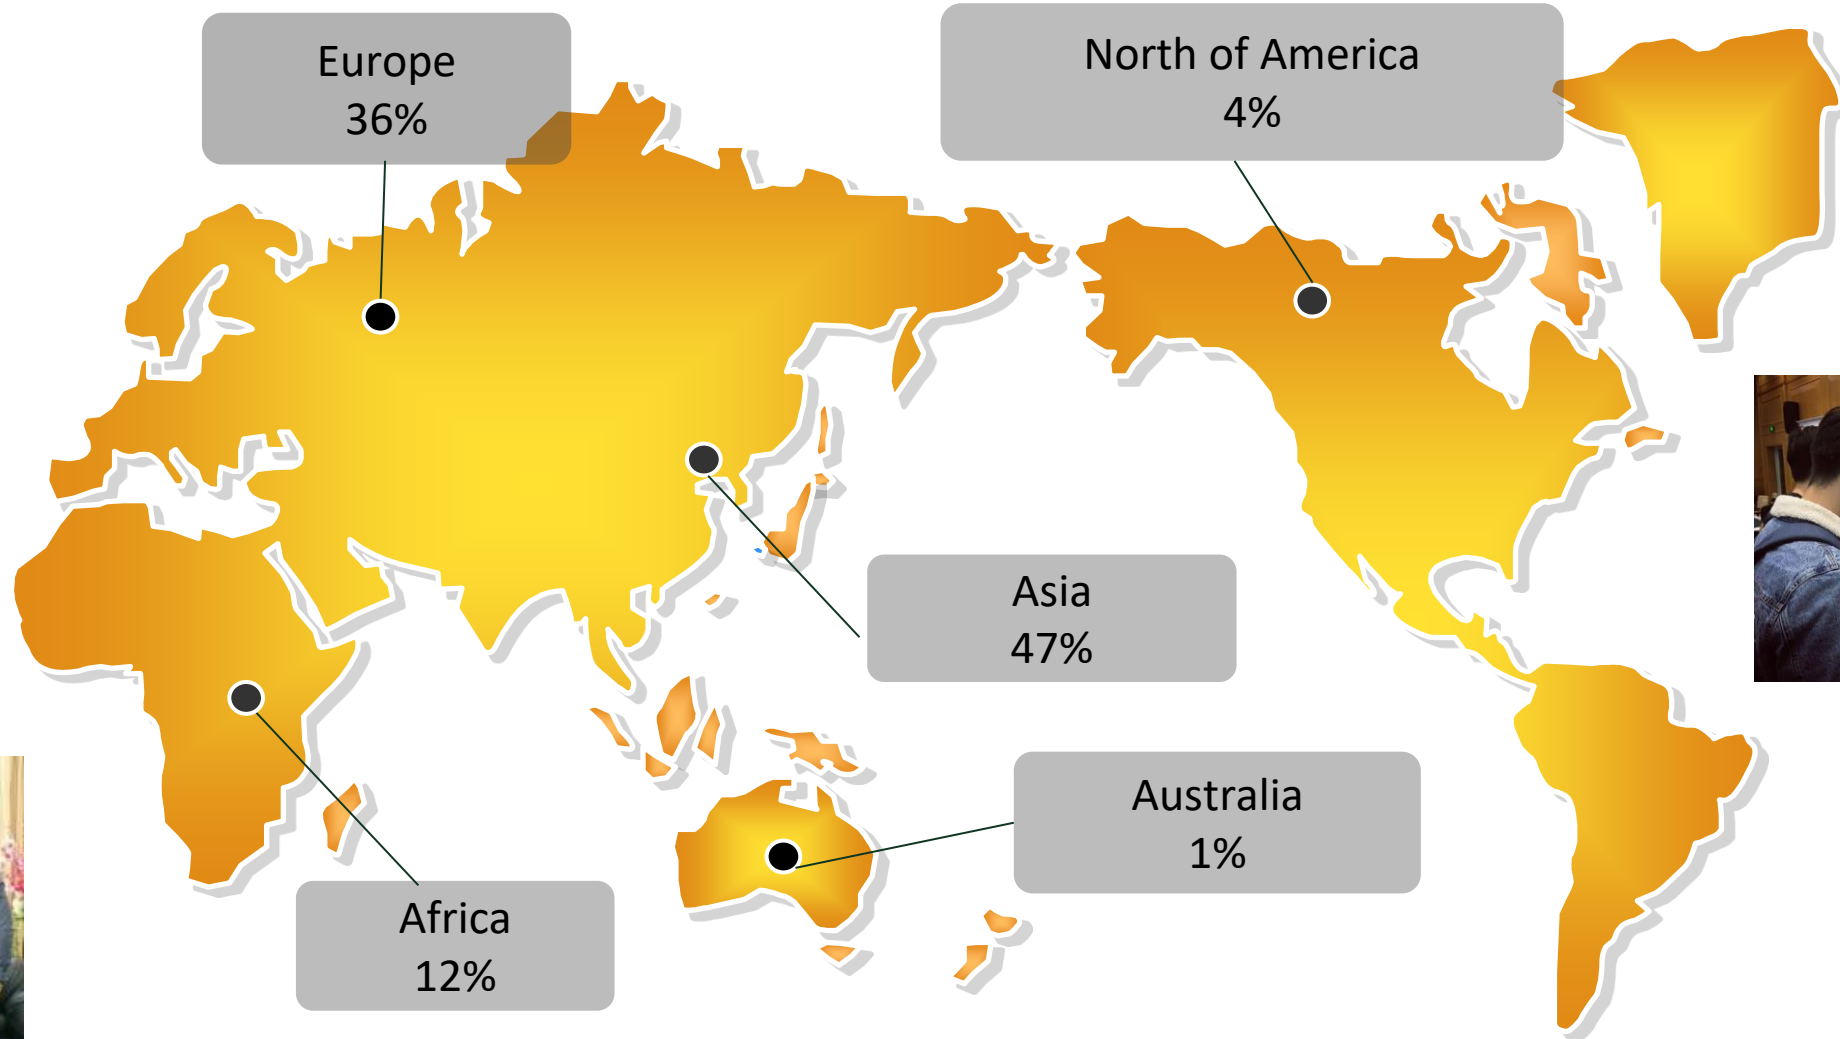 Europe
36%
North of America
4%
Asia
47%
Australia
1%
Africa
12%